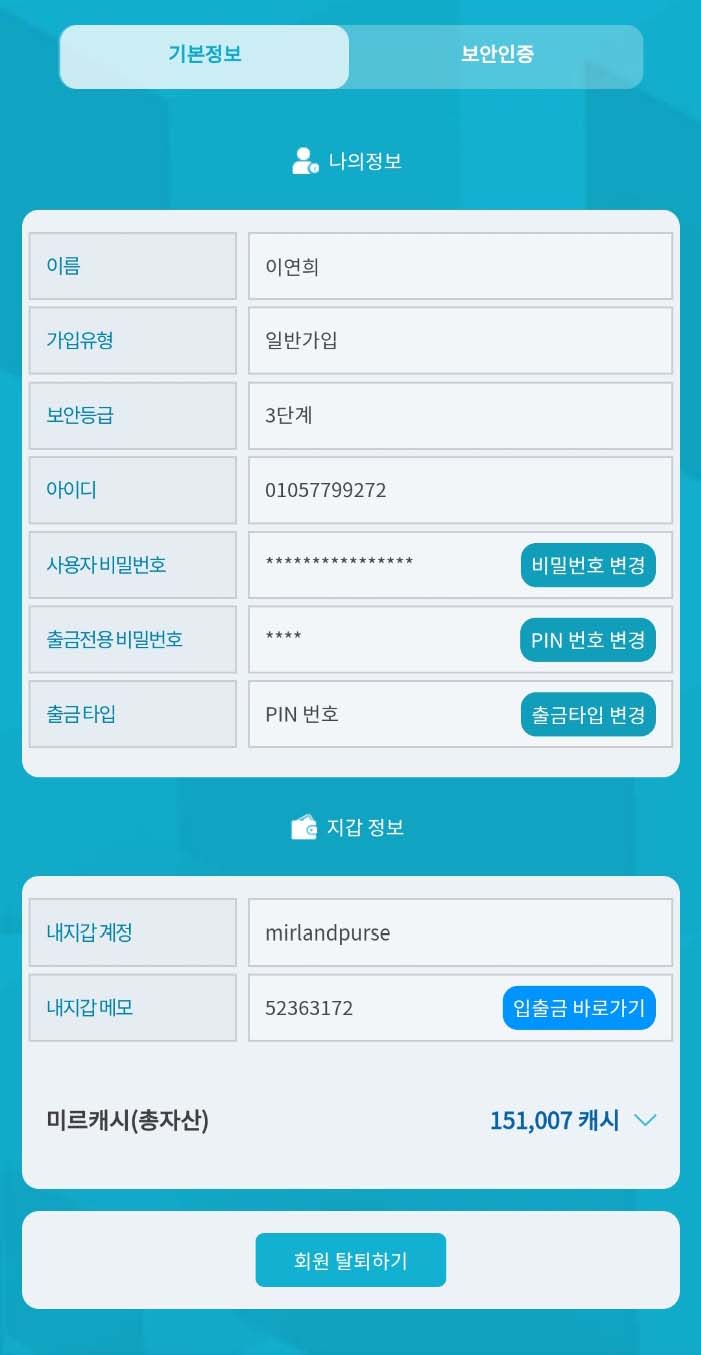 기본정보 보안인증
나의정보
이름 이연희
가입유형 일반가입
보안등급 3단계
아이디 01057799272
사용자 비밀번호 **************** 비밀번호 변경
출금전용 비밀번호 **** PIN 번호 변경
출금 타입 PIN 번호 출금타입 변경
지갑 정보
내지갑 계정 mirlandpurse
내지갑 메모 52363172 입출금 바로가기
미르캐시(총자산) 151,007 캐시
회원 탈퇴하기